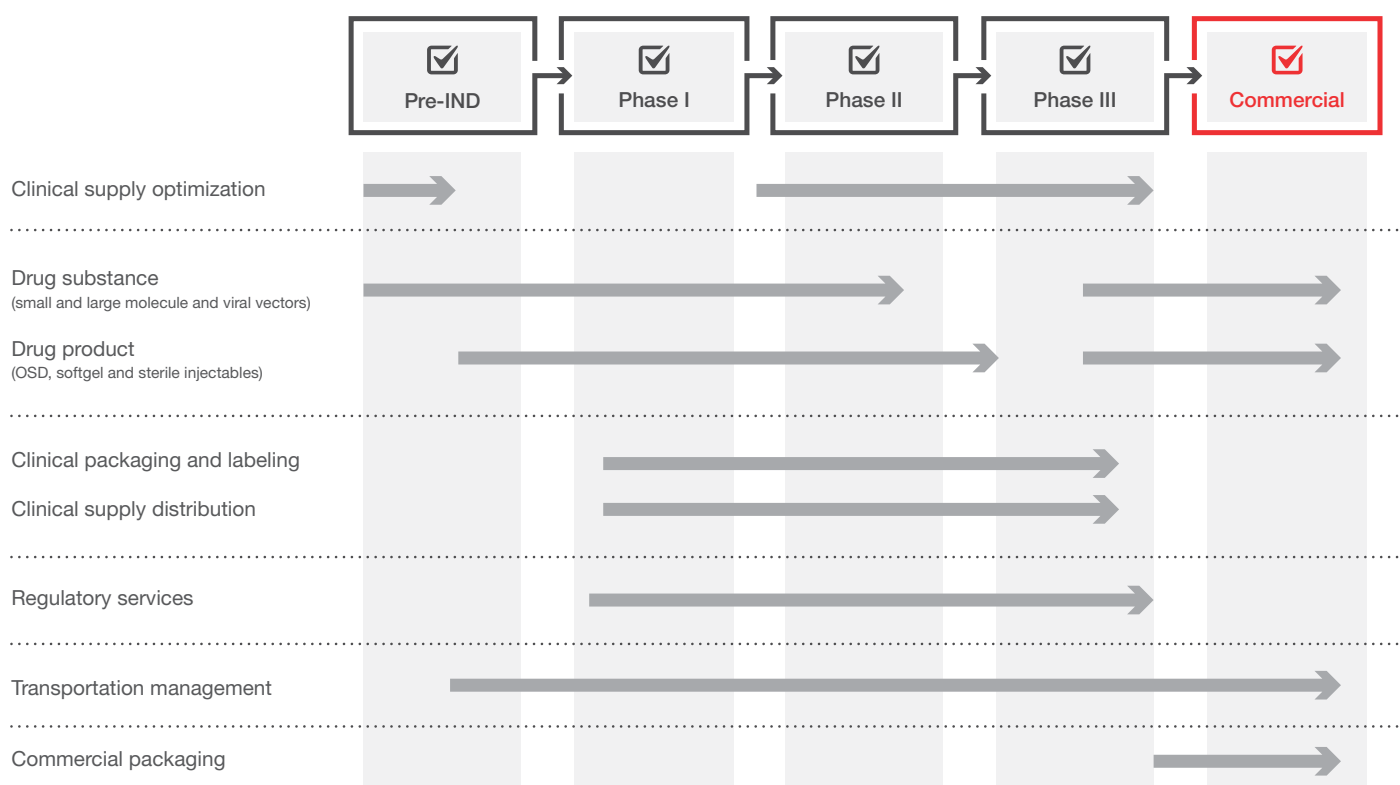 Pre-IND
Phase I
Phase II
Phase III
Commercial
Clinical supply optimization
Drug substance
(small and large molecule and viral vectors)
Drug product
(OSD, softgel and sterile injectables)
Clinical packaging and labeling
Clinical supply distribution
Regulatory services
Transportation management
Commercial packaging